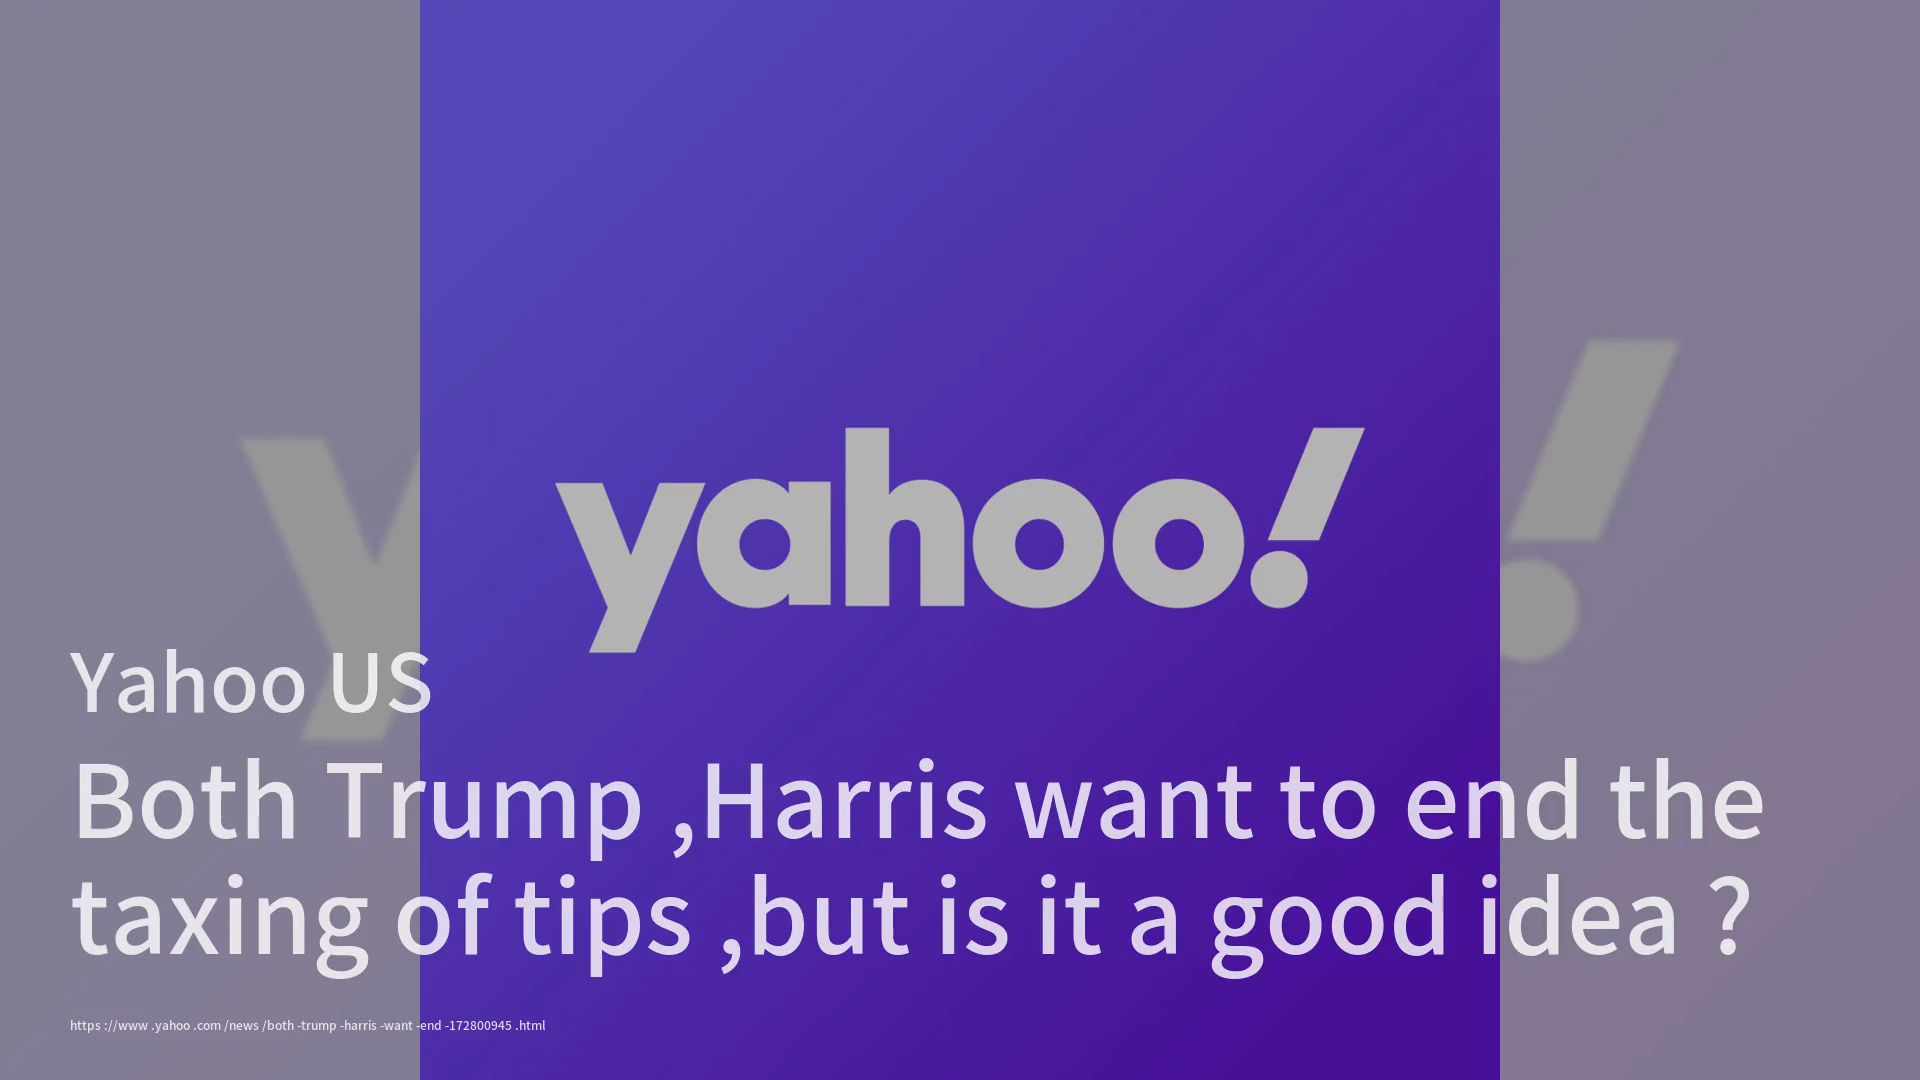 yahoo!
Yahoo US
Both Trump ,Harris want to end the
taxing of tips ,but is it a good idea ?
https ://www .yahoo .com /news /both -trump -harris -want -end -172800945 .html